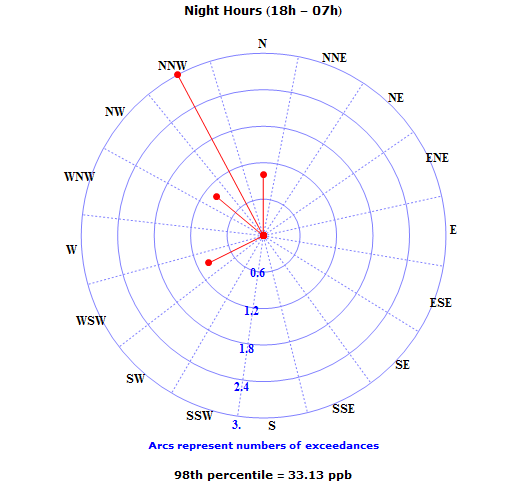 Night Hours (18h – 07h)
N
NNW
NNE
NW
NE
WNW
ENE
W
E
0.6
WSW
1.2
ESE
1.8
SW
SE
2.4
SSW
SSE
3.
S
Arcs represent numbers of exceedances
98th percentile = 33.13 ppb